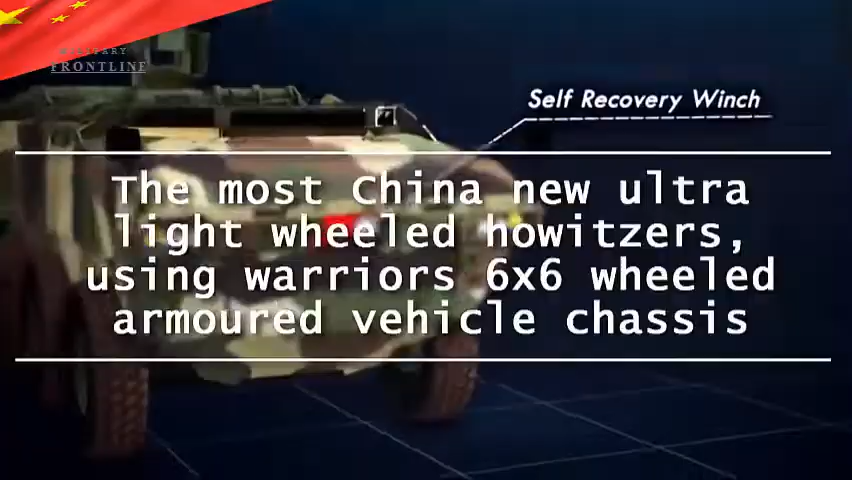 MILITARY
FRONTLINE
Self Recovery Winch
The most China new ultra
light wheeled howitzers,
using warriors 6x6 wheeled
armoured vehicle chassis